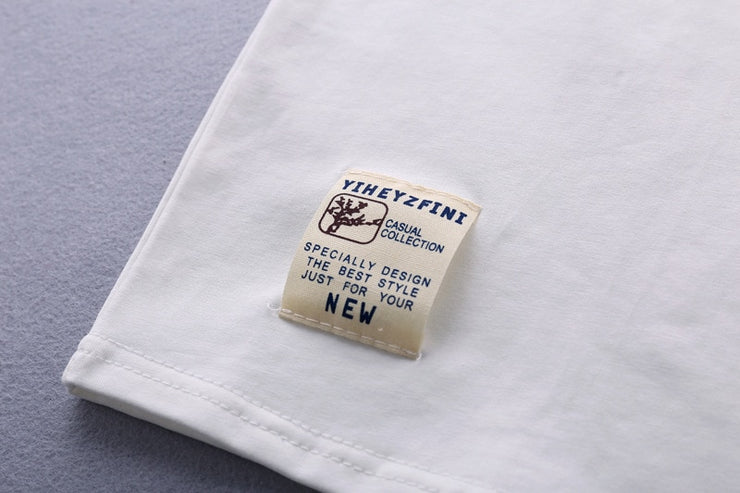 YIHEYzFINI
CASUAL
COLLECTION
SPECIALLY DESIGN
THE BEST STYLE
JUST FOR YOUR
NEW